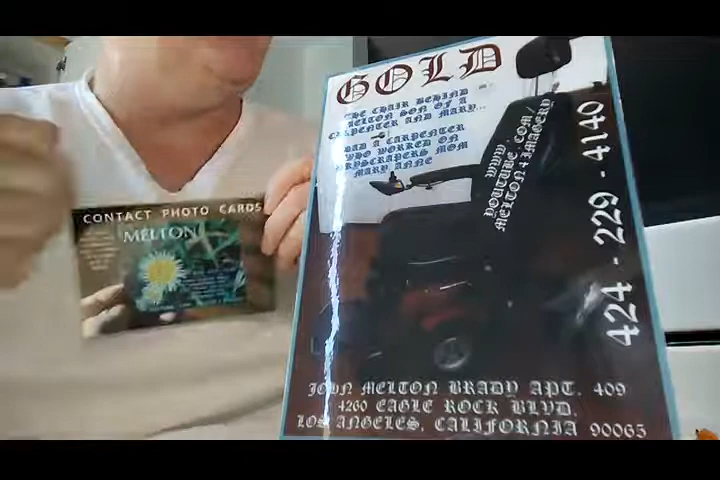 GOLD
THE CHAIR BEHIND
MELTON SON OF A
CARPENTER AND MARY...
DAD A CARPENTER
WHO WORKED ON
SKYSCRAPERS MOM
MARY ANNE
WWW.
YOUTUBE.COM/
MELTON4IMAGERY
424 - 229 - 4140
JOHN MELTON BRADY APT. 409
4260 EAGLE ROCK BLVD.
LOS ANGELES, CALIFORNIA 90065
CONTACT PHOTO CARDS
MELTON